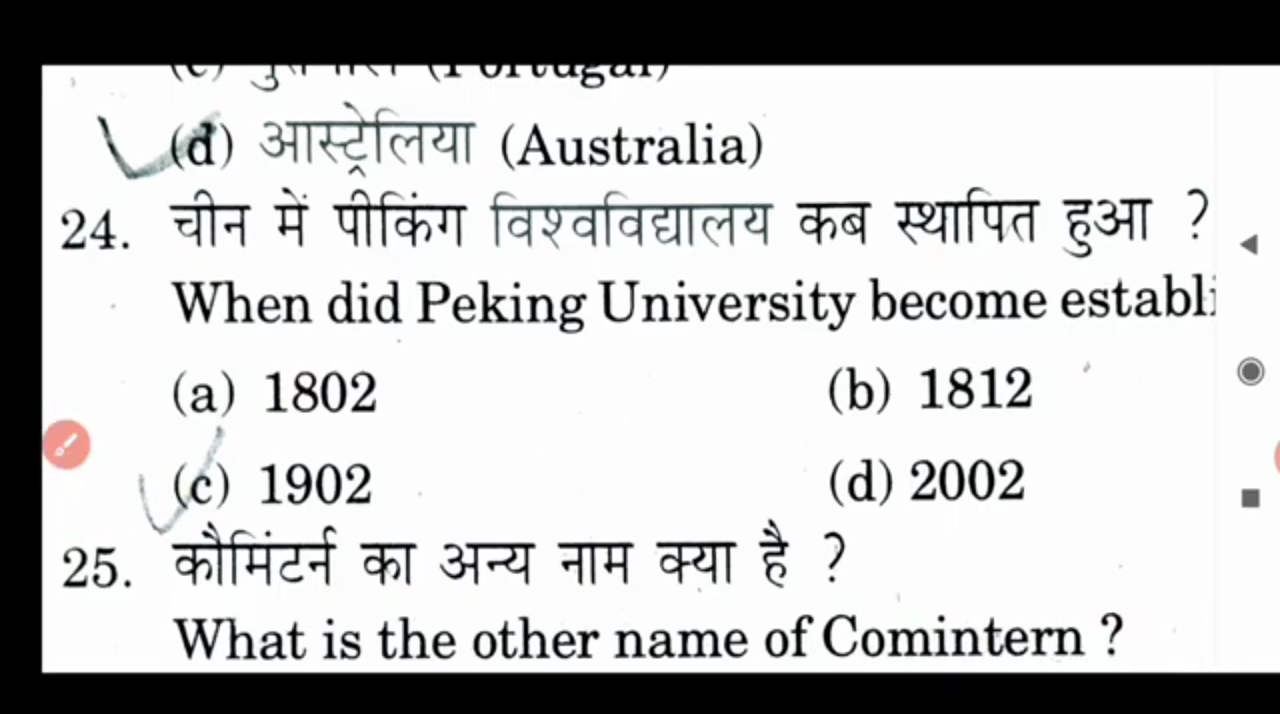 (Portugal)
(d) आस्ट्रेलिया (Australia)
24. चीन में पीकिंग विश्वविद्यालय कब स्थापित हुआ ?
When did Peking University become establi
(a) 1802 (b) 1812
(c) 1902 (d) 2002
25. कौमिंटर्न का अन्य नाम क्या है ?
What is the other name of Comintern ?